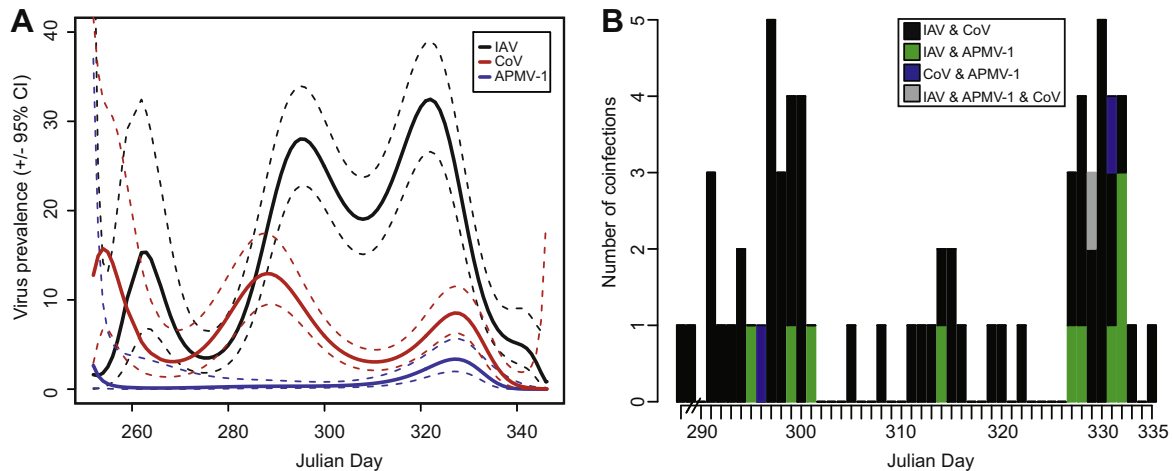 A
Virus prevalence (+/- 95% CI)
40
30
20
10
0
IAV
CoV
APMV-1
260
280
300
320
340
Julian Day
B
Number of coinfections
5
4
3
2
1
0
IAV & CoV
IAV & APMV-1
CoV & APMV-1
IAV & APMV-1 & CoV
290
300
310
320
330
335
Julian Day